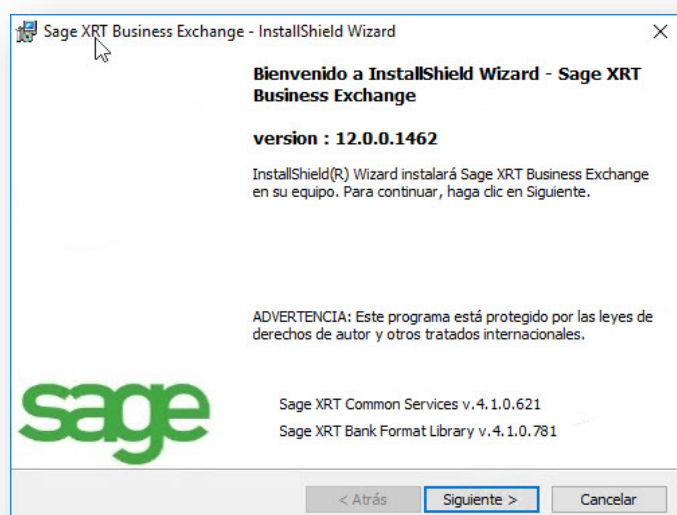 Sage XRT Business Exchange - InstallShield Wizard
Bienvenido a InstallShield Wizard - Sage XRT
Business Exchange
version : 12.0.0.1462
InstallShield(R) Wizard instalará Sage XRT Business Exchange
en su equipo. Para continuar, haga clic en Siguiente.
ADVERTENCIA: Este programa está protegido por las leyes de
derechos de autor y otros tratados internacionales.
sage
Sage XRT Common Services v.4.1.0.621
Sage XRT Bank Format Library v.4.1.0.781
< Atrás
Siguiente >
Cancelar